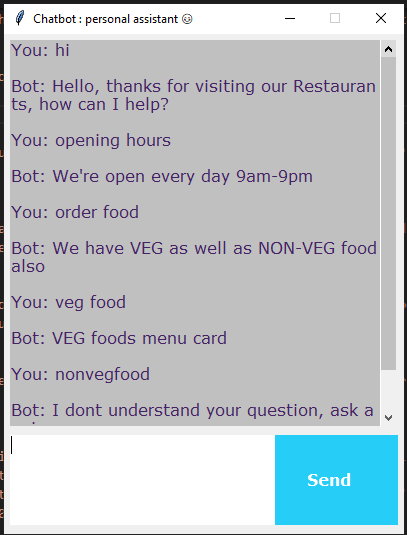 Chatbot : personal assistant 😃
You: hi
Bot: Hello, thanks for visiting our Restauran
ts, how can I help?
You: opening hours
Bot: We're open every day 9am-9pm
You: order food
Bot: We have VEG as well as NON-VEG food
also
You: veg food
Bot: VEG foods menu card
You: nonvegfood
Bot: I dont understand your question, ask a
Send